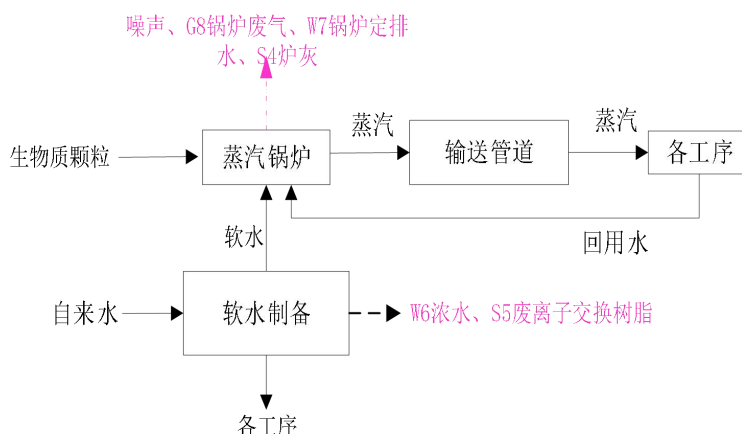 噪声、G8锅炉废气、W7锅炉定排
水、S4炉灰
蒸汽
蒸汽
生物质颗粒
蒸汽锅炉
输送管道
各工序
软水
回用水
自来水
软水制备
W6浓水、S5废离子交换树脂
各工序